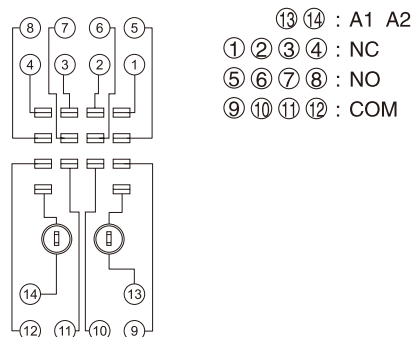 ⑧ ⑦ ⑥ ⑤
④ ③ ② ①
⑭ ⑬
⑫ ⑪ ⑩ ⑨
⑬ ⑭ : A1 A2
① ② ③ ④ : NC
⑤ ⑥ ⑦ ⑧ : NO
⑨ ⑩ ⑪ ⑫ : COM